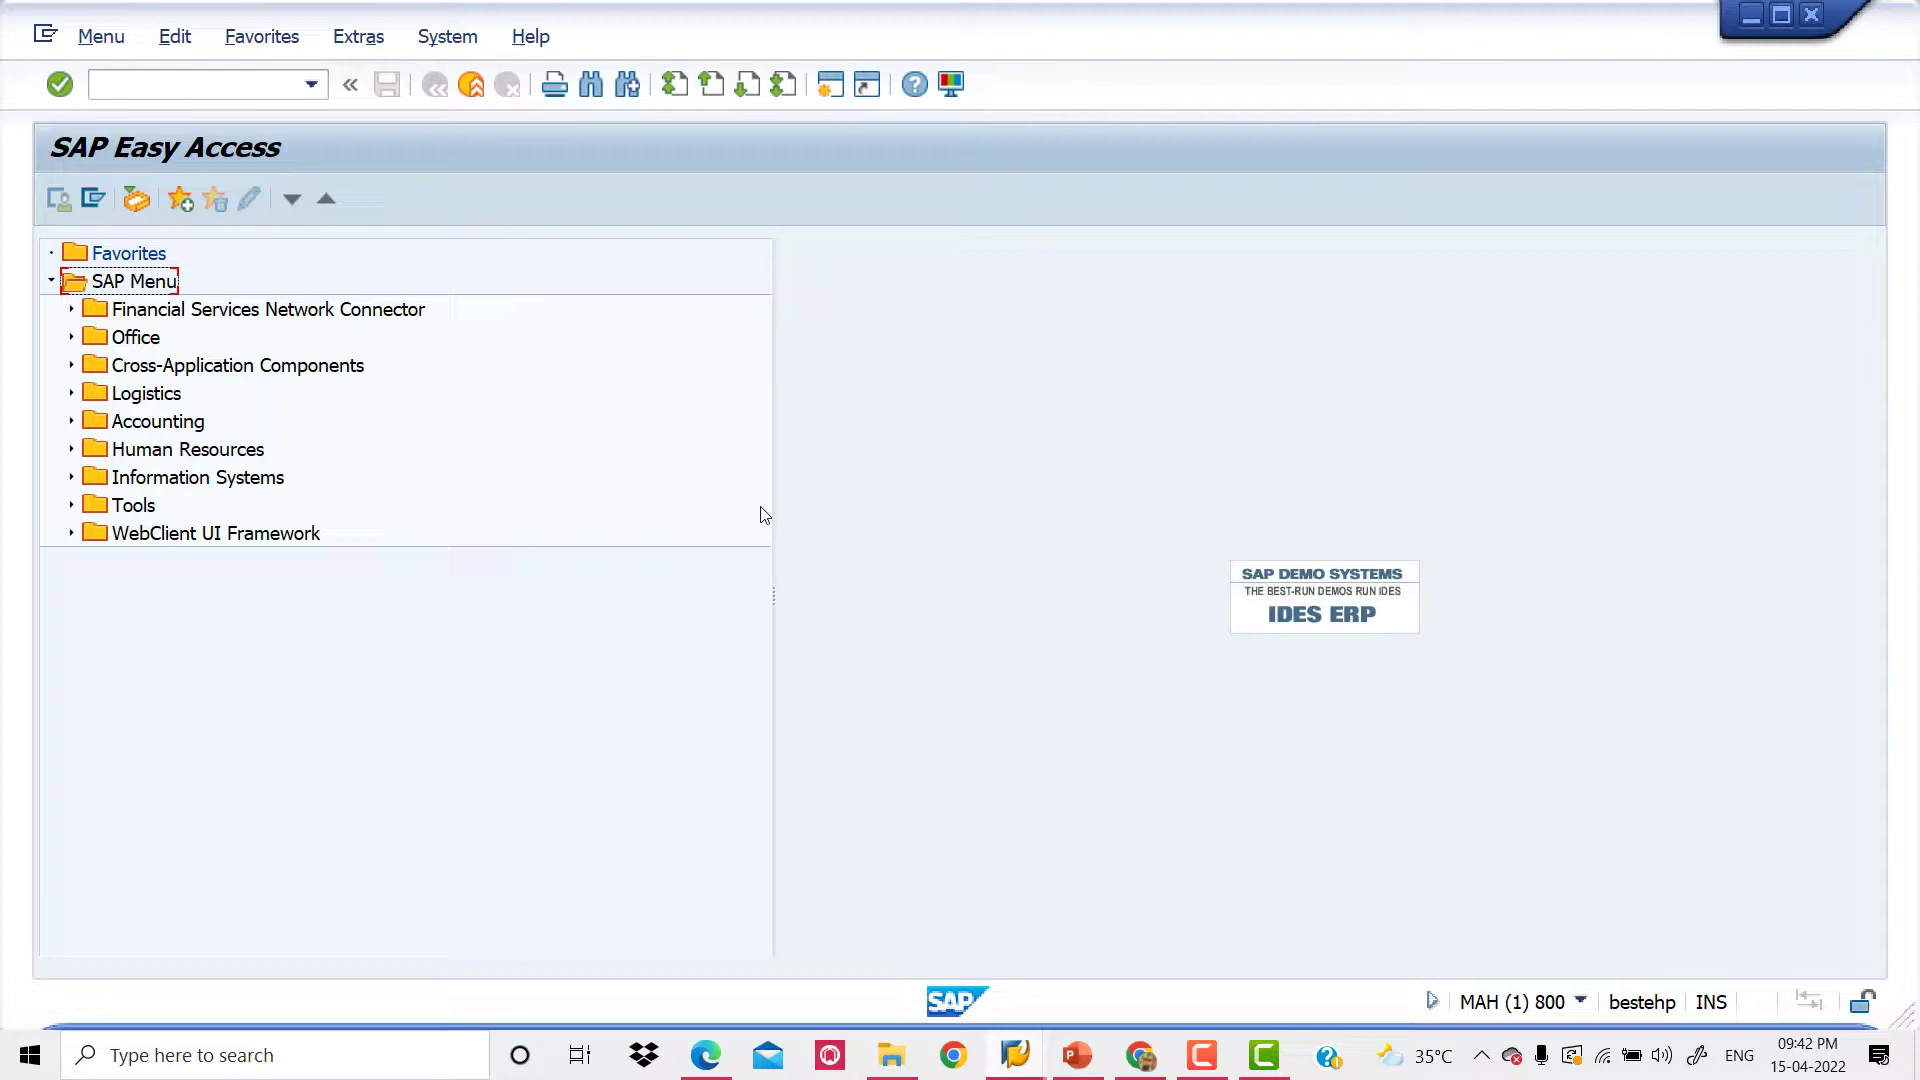 Menu Edit Favorites Extras System Help
SAP Easy Access
Favorites
SAP Menu
Financial Services Network Connector
Office
Cross-Application Components
Logistics
Accounting
Human Resources
Information Systems
Tools
WebClient UI Framework
SAP DEMO SYSTEMS
THE BEST-RUN DEMOS RUN IDES
IDES ERP
SAP
MAH (1) 800 bestehp INS
Type here to search
35°C
ENG
09:42 PM
15-04-2022